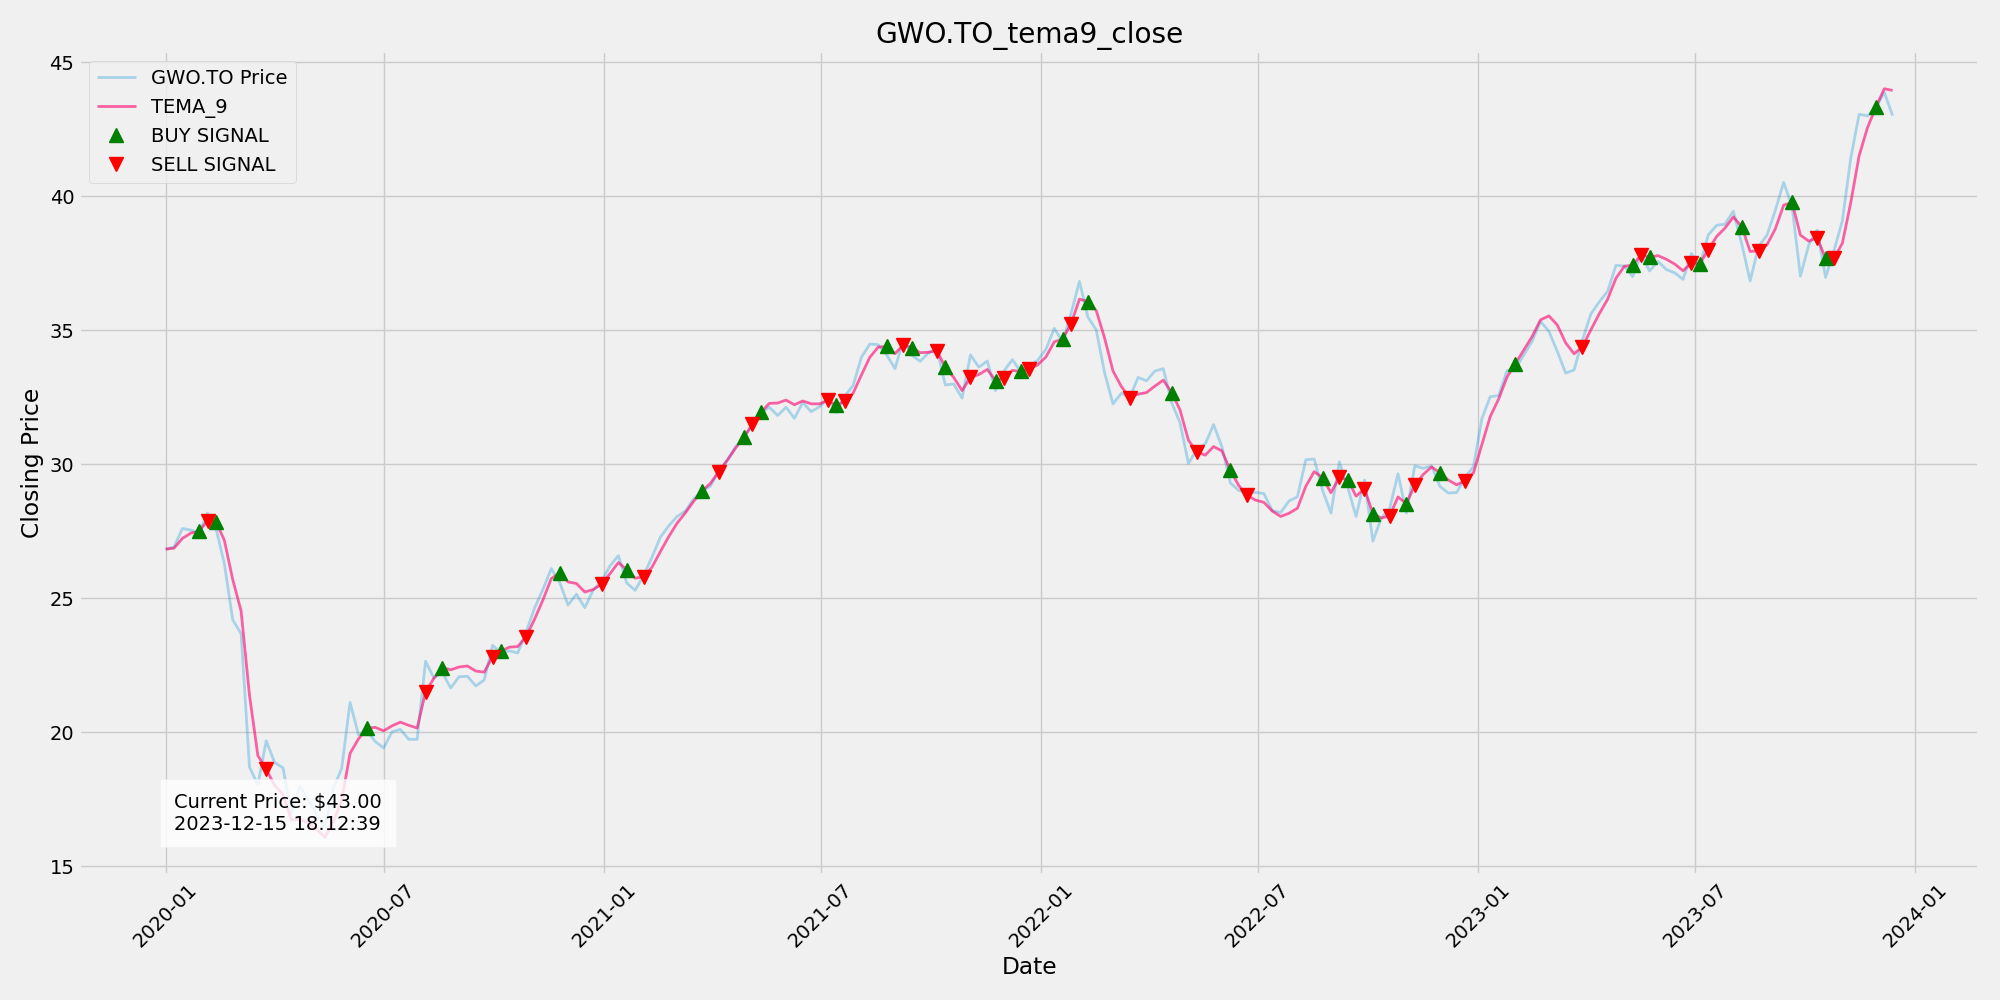 GWO.TO_tema9_close
GWO.TO Price
TEMA_9
BUY SIGNAL
SELL SIGNAL
45
40
35
30
25
20
15
Closing Price
Current Price: $43.00
2023-12-15 18:12:39
2020-01
2020-07
2021-01
2021-07
2022-01
2022-07
2023-01
2023-07
2024-01
Date